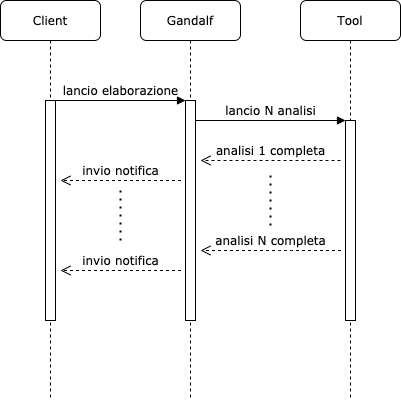 Client
Gandalf
Tool
lancio elaborazione
lancio N analisi
analisi 1 completa
invio notifica
analisi N completa
invio notifica